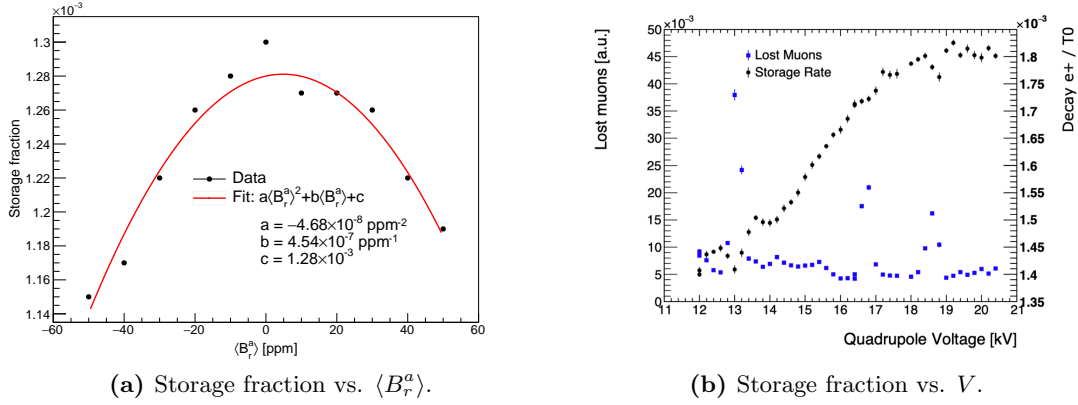 ×10⁻³
1.3
1.28
1.26
1.24
1.22
1.2
1.18
1.16
1.14
Storage fraction
Data
Fit: a⟨B_r^a⟩²+b⟨B_r^a⟩+c
a = −4.68×10⁻⁸ ppm⁻²
b = 4.54×10⁻⁷ ppm⁻¹
c = 1.28×10⁻³
−60 −40 −20 0 20 40 60
⟨B_r^a⟩ [ppm]
(a) Storage fraction vs. ⟨B_r^a⟩.
×10⁻³
×10⁻³
Lost muons [a.u.]
50
45
40
35
30
25
20
15
10
5
0
Lost Muons
Storage Rate
Decay e+ / T0
1.8
1.75
1.7
1.65
1.6
1.55
1.5
1.45
1.4
1.35
11 12 13 14 15 16 17 18 19 20 21
Quadrupole Voltage [kV]
(b) Storage fraction vs. V.